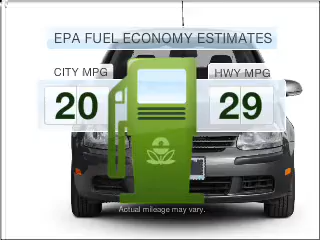 EPA FUEL ECONOMY ESTIMATES
CITY MPG
HWY MPG
20
29
Actual mileage may vary.